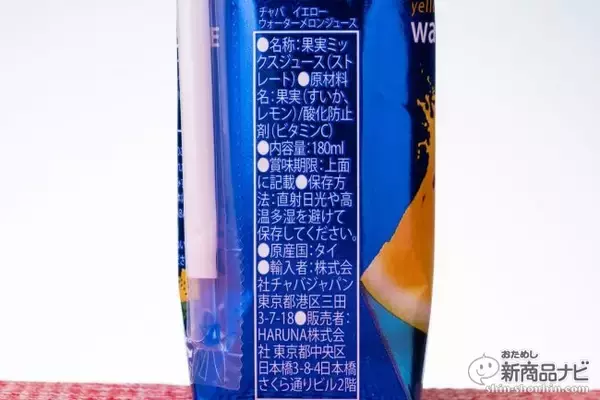 チャバ イエロー
ウォーターメロンジュース
●名称：果実ミッ
クスジュース（スト
レート）●原材料
名：果実（すいか、
レモン）/酸化防止
剤（ビタミンC）
●内容量：180ml
●賞味期限：上面
に記載●保存方
法：直射日光や高
温多湿を避けて
保存してください。
●原産国：タイ
●輸入者：株式会
社チャバジャパン
東京都港区三田
3-7-18●販売者：
HARUNA株式会
社 東京都中央区
日本橋3-8-4日本橋
さくら通りビル2階
yell
wa
おためし
新商品ナビ
shin-shouhin.com